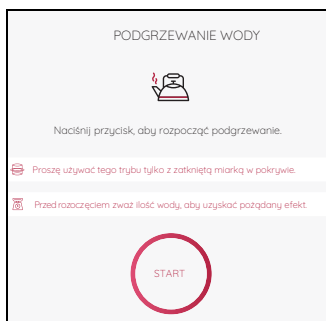 PODGRZEWANIE WODY
Naciśnij przycisk, aby rozpocząć podgrzewanie.
Proszę używać tego trybu tylko z zatkniętą miarką w pokrywie.
Przed rozoczęciem zważ ilość wody, aby uzyskać pożądany efekt.
START